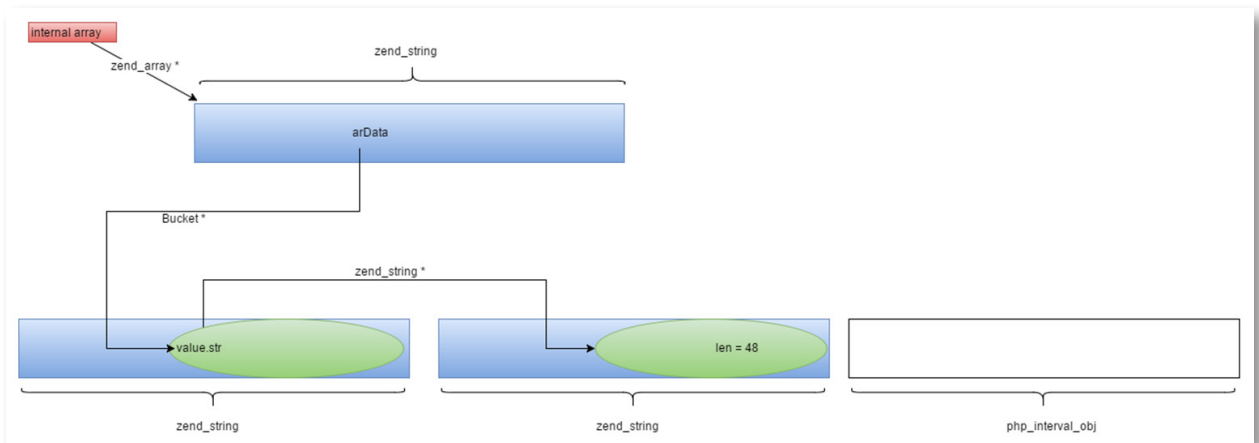 internal array
zend_array *
zend_string
arData
Bucket *
zend_string *
value.str
len = 48
zend_string
zend_string
php_interval_obj